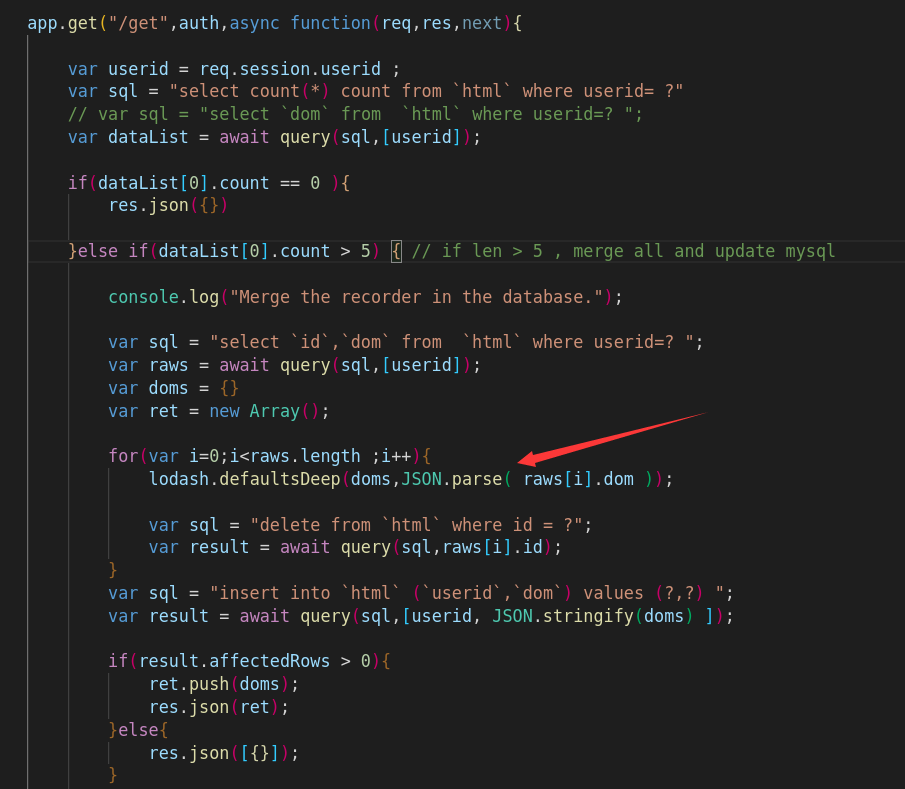 app.get("/get",auth,async function(req,res,next){
var userid = req.session.userid ;
var sql = "select count(*) count from `html` where userid= ?"
// var sql = "select `dom` from  `html` where userid=? ";
var dataList = await query(sql,[userid]);
if(dataList[0].count == 0 ){
res.json({})
}else if(dataList[0].count > 5) { // if len > 5 , merge all and update mysql
console.log("Merge the recorder in the database.");
var sql = "select `id`,`dom` from  `html` where userid=? ";
var raws = await query(sql,[userid]);
var doms = {}
var ret = new Array();
for(var i=0;i<raws.length ;i++){
lodash.defaultsDeep(doms,JSON.parse( raws[i].dom ));
var sql = "delete from `html` where id = ?";
var result = await query(sql,raws[i].id);
}
var sql = "insert into `html` (`userid`,`dom`) values (?,?) ";
var result = await query(sql,[userid, JSON.stringify(doms) ]);
if(result.affectedRows > 0){
ret.push(doms);
res.json(ret);
}else{
res.json([{}]);
}